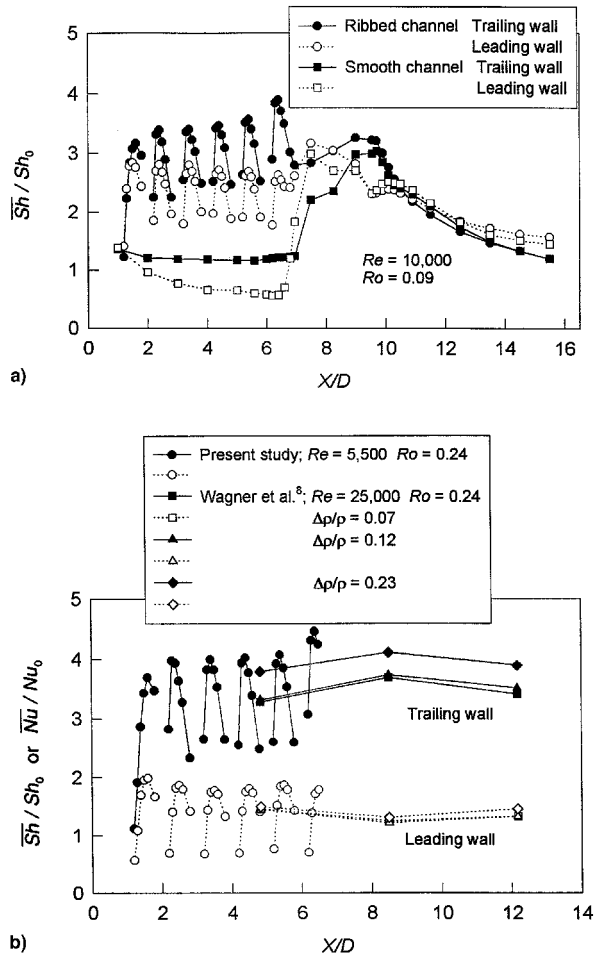 Ribbed channel Trailing wall
Leading wall
Smooth channel Trailing wall
Leading wall
5
4
3
2
1
0
Sh / Sh₀
Re = 10,000
Ro = 0.09
0 2 4 6 8 10 12 14 16
a)
X/D
Present study; Re = 5,500 Ro = 0.24
Wagner et al.⁸; Re = 25,000 Ro = 0.24
Δρ/ρ = 0.07
Δρ/ρ = 0.12
Δρ/ρ = 0.23
5
4
3
2
1
0
Sh / Sh₀ or Nu / Nu₀
Trailing wall
Leading wall
0 2 4 6 8 10 12 14
b)
X/D